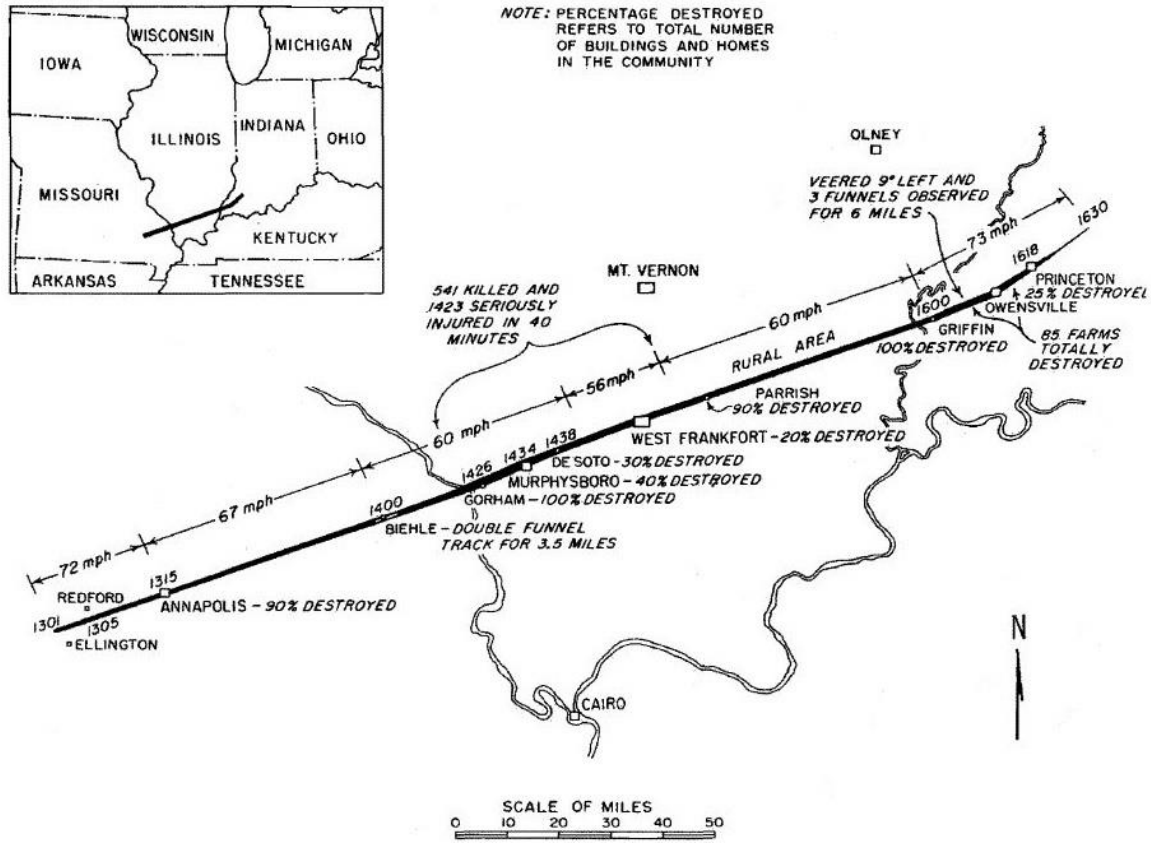 NOTE: PERCENTAGE DESTROYED
REFERS TO TOTAL NUMBER
OF BUILDINGS AND HOMES
IN THE COMMUNITY
WISCONSIN
MICHIGAN
IOWA
ILLINOIS
INDIANA
OHIO
MISSOURI
KENTUCKY
ARKANSAS
TENNESSEE
OLNEY
VEERED 9° LEFT AND
3 FUNNELS OBSERVED
FOR 6 MILES
73 mph
1630
1618
MT. VERNON
541 KILLED AND
1423 SERIOUSLY
INJURED IN 40
MINUTES
60 mph
PRINCETON
25% DESTROYED
OWENSVILLE
1600
GRIFFIN
100% DESTROYED
85 FARMS
TOTALLY
DESTROYED
RURAL AREA
56 mph
PARRISH
90% DESTROYED
60 mph
WEST FRANKFORT - 20% DESTROYED
1438
1434
1426
DE SOTO - 30% DESTROYED
MURPHYSBORO - 40% DESTROYED
GORHAM - 100% DESTROYED
67 mph
1400
BIEHLE - DOUBLE FUNNEL
TRACK FOR 3.5 MILES
72 mph
1315
REDFORD
ANNAPOLIS - 90% DESTROYED
1301
1305
ELLINGTON
N
CAIRO
SCALE OF MILES
0 10 20 30 40 50